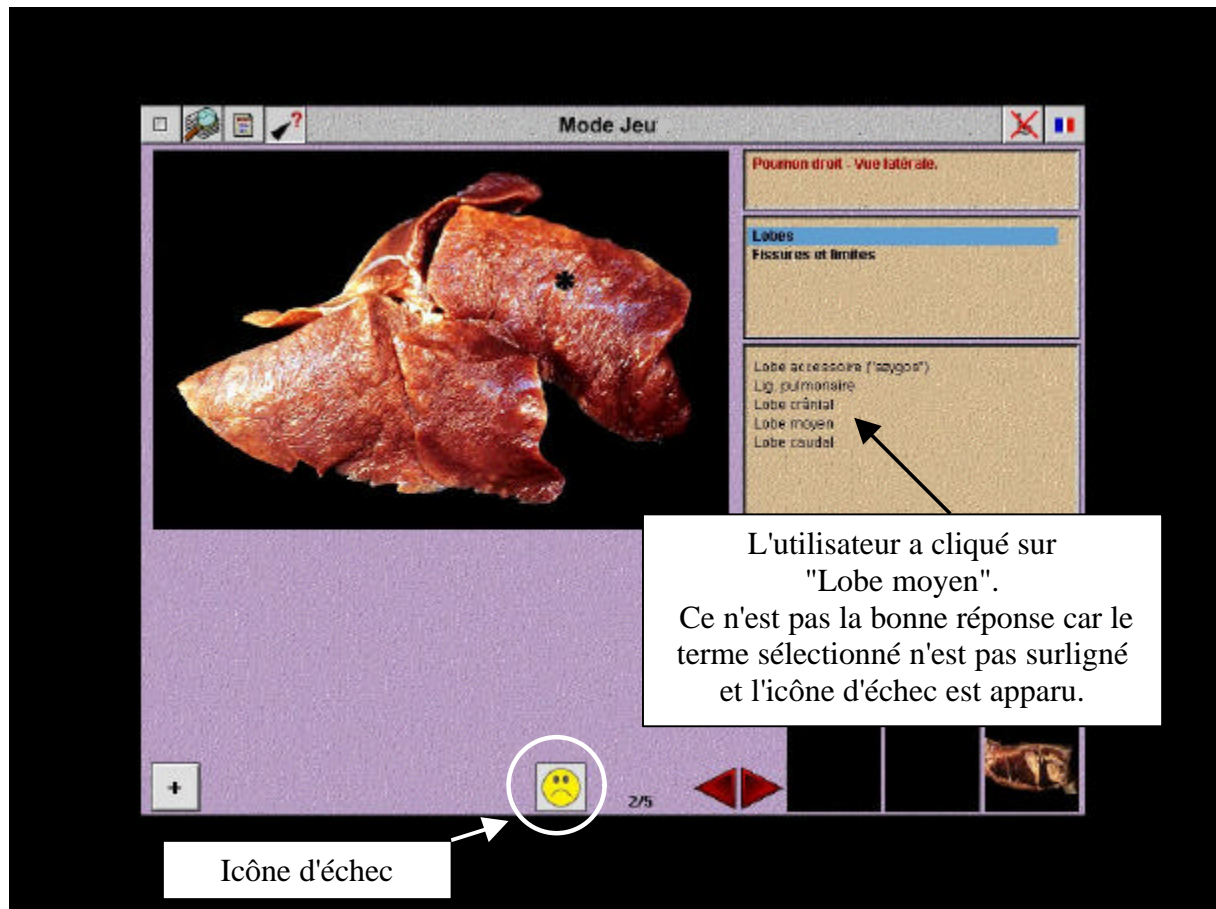 ?
Mode Jeu
Poumon droit - Vue latérale.
Lobes
Fissures et limites
*
Lobe accessoire ("azygos")
Lig. pulmonaire
Lobe crânial
Lobe moyen
Lobe caudal
L'utilisateur a cliqué sur
"Lobe moyen".
Ce n'est pas la bonne réponse car le
terme sélectionné n'est pas surligné
et l'icône d'échec est apparu.
+
2/5
Icône d'échec